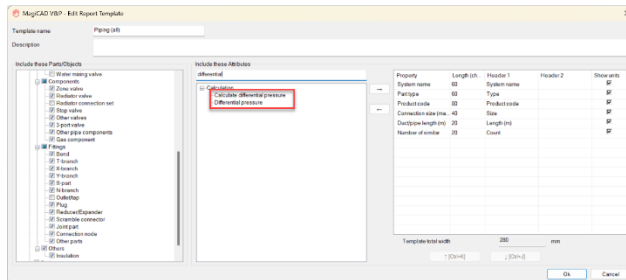 MagiCAD V&P - Edit Report Template
Template name
Piping (all)
Description
Include these Parts/Objects
Water mixing valve
Components
Zone valve
Radiator valve
Radiator connection set
Stop valve
Other valves
3-port valve
Other pipe components
Gas component
Fittings
Bend
T-branch
X-branch
Y-branch
B-part
N-branch
Outlet/tap
Plug
Reducer/Expander
Scramble connector
Joint part
Connection node
Other parts
Others
Insulation
Include these Attributes
differential
Calculation
Calculate differential pressure
Differential pressure
→
←
Property Length (ch... Header 1 Header 2 Show units
System name 60 System name
Part type 60 Type
Product code 60 Product code
Connection size (ma... 40 Size
Duct/pipe length (m) 20 Length (m)
Number of similar 20 Count
Template total width 260 mm
↑ [Ctrl+K]
↓ [Ctrl+J]
Ok
Cancel